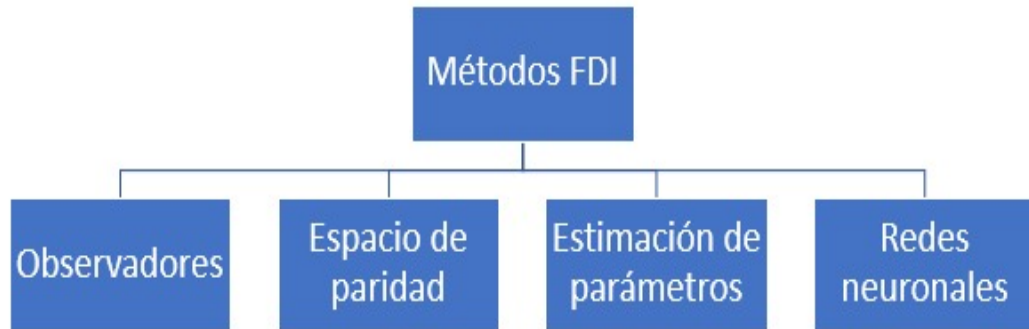 Métodos FDI
Observadores
Espacio de
paridad
Estimación de
parámetros
Redes
neuronales